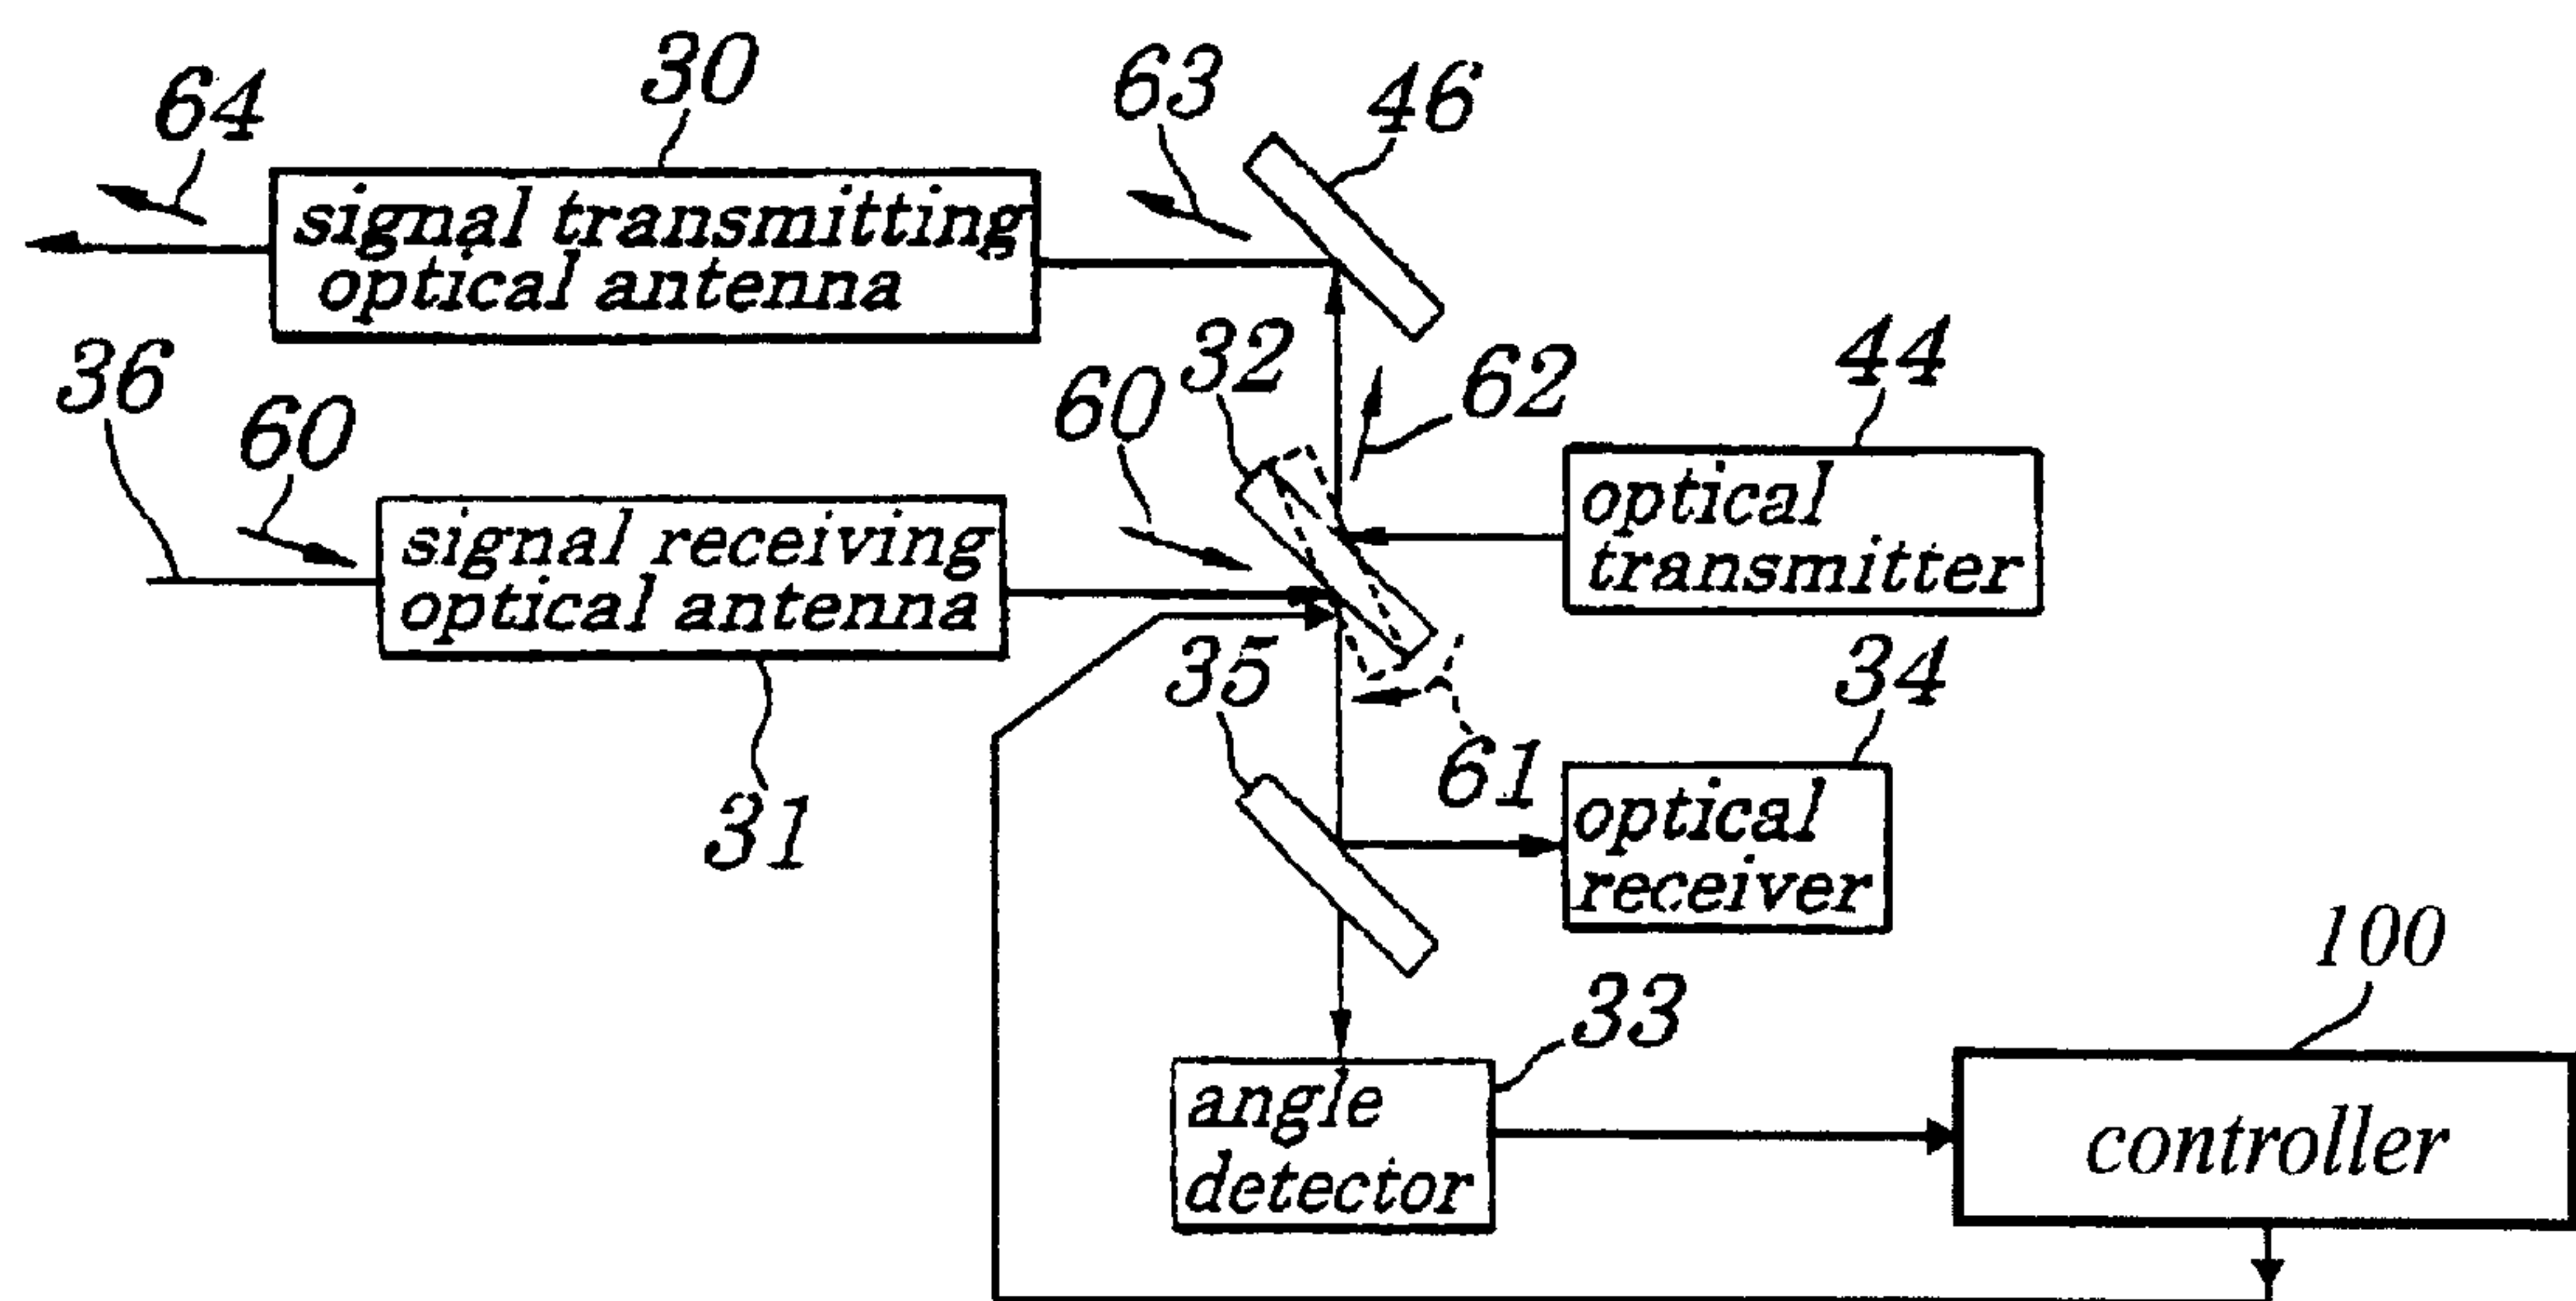 30
63
46
64
signal transmitting
optical antenna
32
44
36
60
60
62
optical
transmitter
signal receiving
optical antenna
35
34
61
31
optical
receiver
100
33
angle
detector
controller